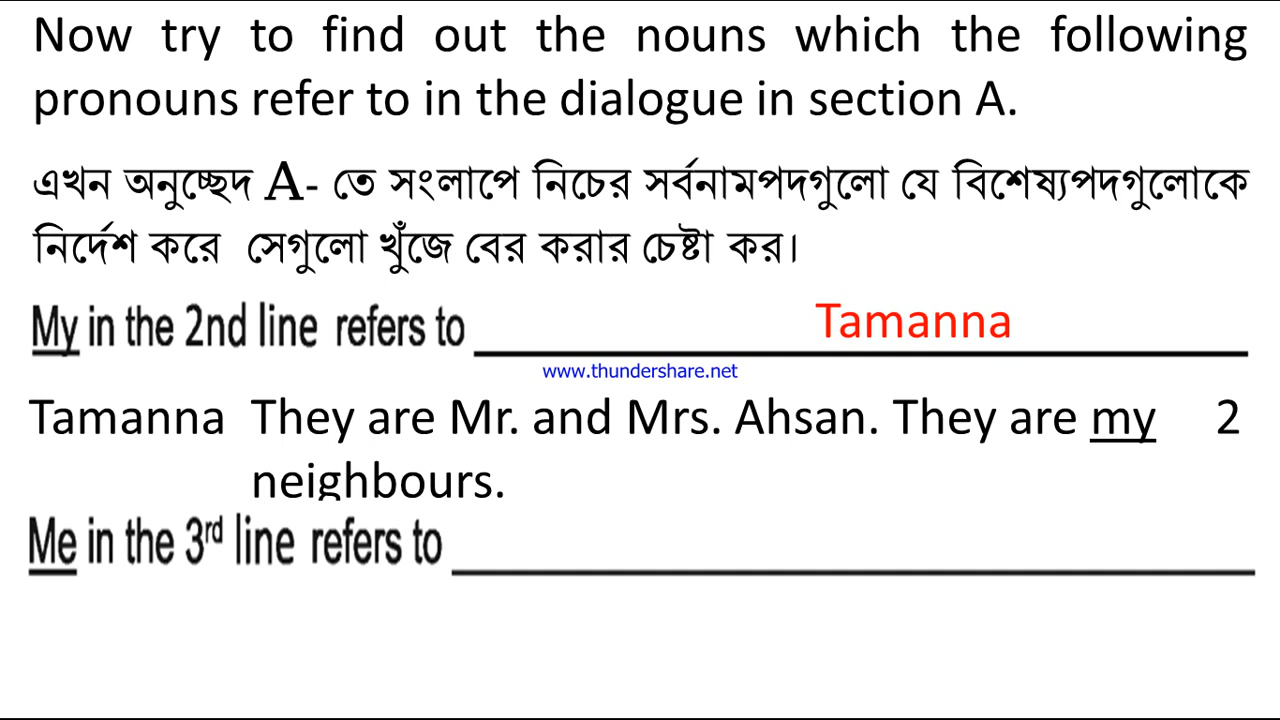 Now try to find out the nouns which the following
pronouns refer to in the dialogue in section A.
এখন অনুচ্ছেদ A- তে সংলাপে নিচের সর্বনামপদগুলো যে বিশেষ্যপদগুলোকে
নির্দেশ করে সেগুলো খুঁজে বের করার চেষ্টা কর।
My in the 2nd line refers to Tamanna
www.thundershare.net
Tamanna They are Mr. and Mrs. Ahsan. They are my 2
neighbours.
Me in the 3rd line refers to